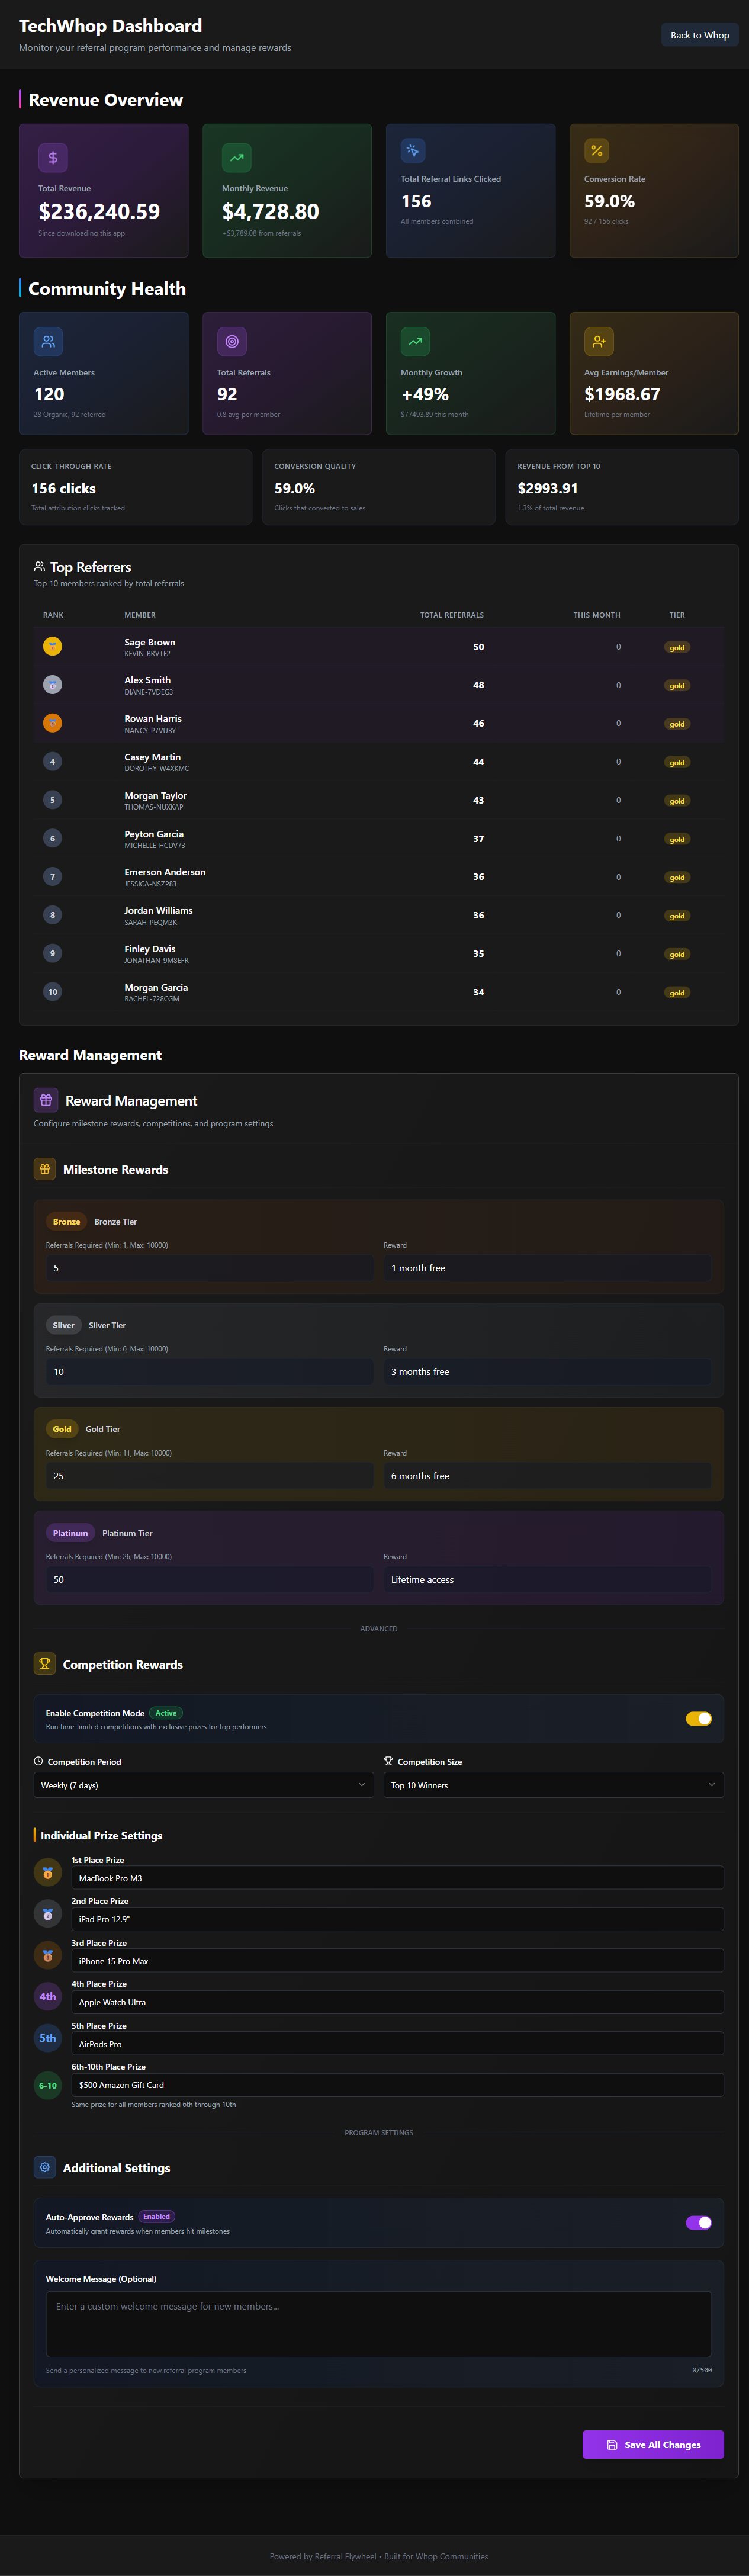 TechWhop Dashboard
Monitor your referral program performance and manage rewards
Back to Whop
Revenue Overview
Total Revenue
$236,240.59
Since downloading this app
Monthly Revenue
$4,728.80
+$3,789.08 from referrals
Total Referral Links Clicked
156
All members combined
Conversion Rate
59.0%
92 / 156 clicks
Community Health
Active Members
120
28 Organic, 92 referred
Total Referrals
92
0.8 avg per member
Monthly Growth
+49%
$77493.89 this month
Avg Earnings/Member
$1968.67
Lifetime per member
CLICK-THROUGH RATE
156 clicks
Total attribution clicks tracked
CONVERSION QUALITY
59.0%
Clicks that converted to sales
REVENUE FROM TOP 10
$2993.91
1.3% of total revenue
Top Referrers
Top 10 members ranked by total referrals
RANK MEMBER TOTAL REFERRALS THIS MONTH TIER
Sage Brown 50 0 gold
KEVIN-BRVTF2
Alex Smith 48 0 gold
DIANE-7VDEG3
Rowan Harris 46 0 gold
NANCY-P7VUBY
4 Casey Martin 44 0 gold
DOROTHY-W4XKMC
5 Morgan Taylor 43 0 gold
THOMAS-NUXKAP
6 Peyton Garcia 37 0 gold
MICHELLE-HCDV73
7 Emerson Anderson 36 0 gold
JESSICA-NSZP83
8 Jordan Williams 36 0 gold
SARAH-PEQM3K
9 Finley Davis 35 0 gold
JONATHAN-9M8EFR
10 Morgan Garcia 34 0 gold
RACHEL-728CGM
Reward Management
Reward Management
Configure milestone rewards, competitions, and program settings
Milestone Rewards
Bronze Bronze Tier
Referrals Required (Min: 1, Max: 10000) Reward
5 1 month free
Silver Silver Tier
Referrals Required (Min: 6, Max: 10000) Reward
10 3 months free
Gold Gold Tier
Referrals Required (Min: 11, Max: 10000) Reward
25 6 months free
Platinum Platinum Tier
Referrals Required (Min: 26, Max: 10000) Reward
50 Lifetime access
ADVANCED
Competition Rewards
Enable Competition Mode Active
Run time-limited competitions with exclusive prizes for top performers
Competition Period Competition Size
Weekly (7 days) Top 10 Winners
Individual Prize Settings
1st Place Prize
MacBook Pro M3
2nd Place Prize
iPad Pro 12.9"
3rd Place Prize
iPhone 15 Pro Max
4th 4th Place Prize
Apple Watch Ultra
5th 5th Place Prize
AirPods Pro
6-10 6th-10th Place Prize
$500 Amazon Gift Card
Same prize for all members ranked 6th through 10th
PROGRAM SETTINGS
Additional Settings
Auto-Approve Rewards Enabled
Automatically grant rewards when members hit milestones
Welcome Message (Optional)
Enter a custom welcome message for new members...
Send a personalized message to new referral program members 0/500
Save All Changes
Powered by Referral Flywheel • Built for Whop Communities